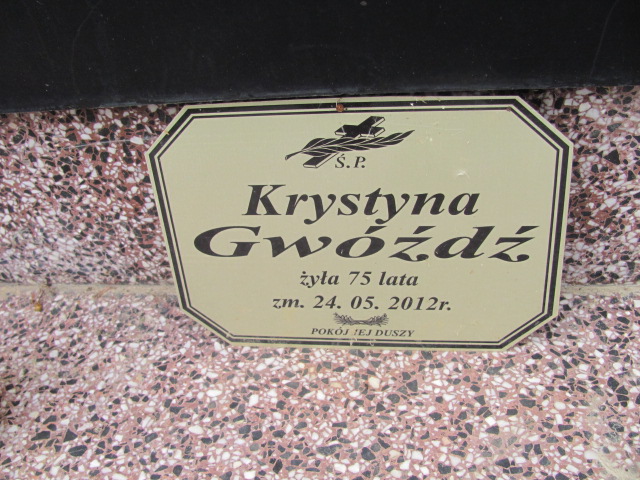 Ś.P.
Krystyna
Gwóźdź
żyła 75 lata
zm. 24. 05. 2012r.
POKÓJ JEJ DUSZY